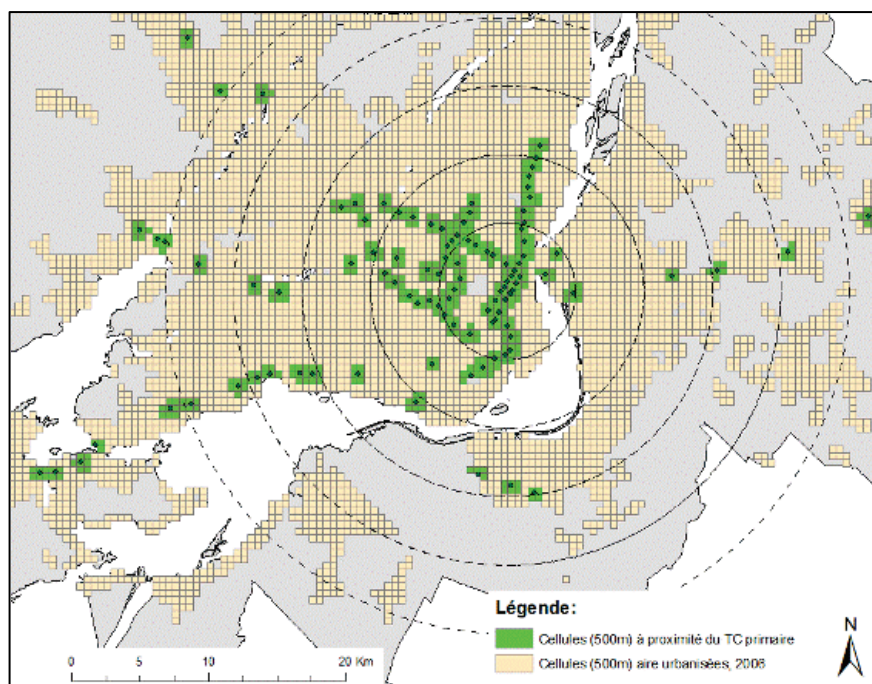 Légende:
N
Cellules (500m) à proximité du TC primaire
Cellules (500m) aire urbanisées, 2006
0 5 10 20 Km